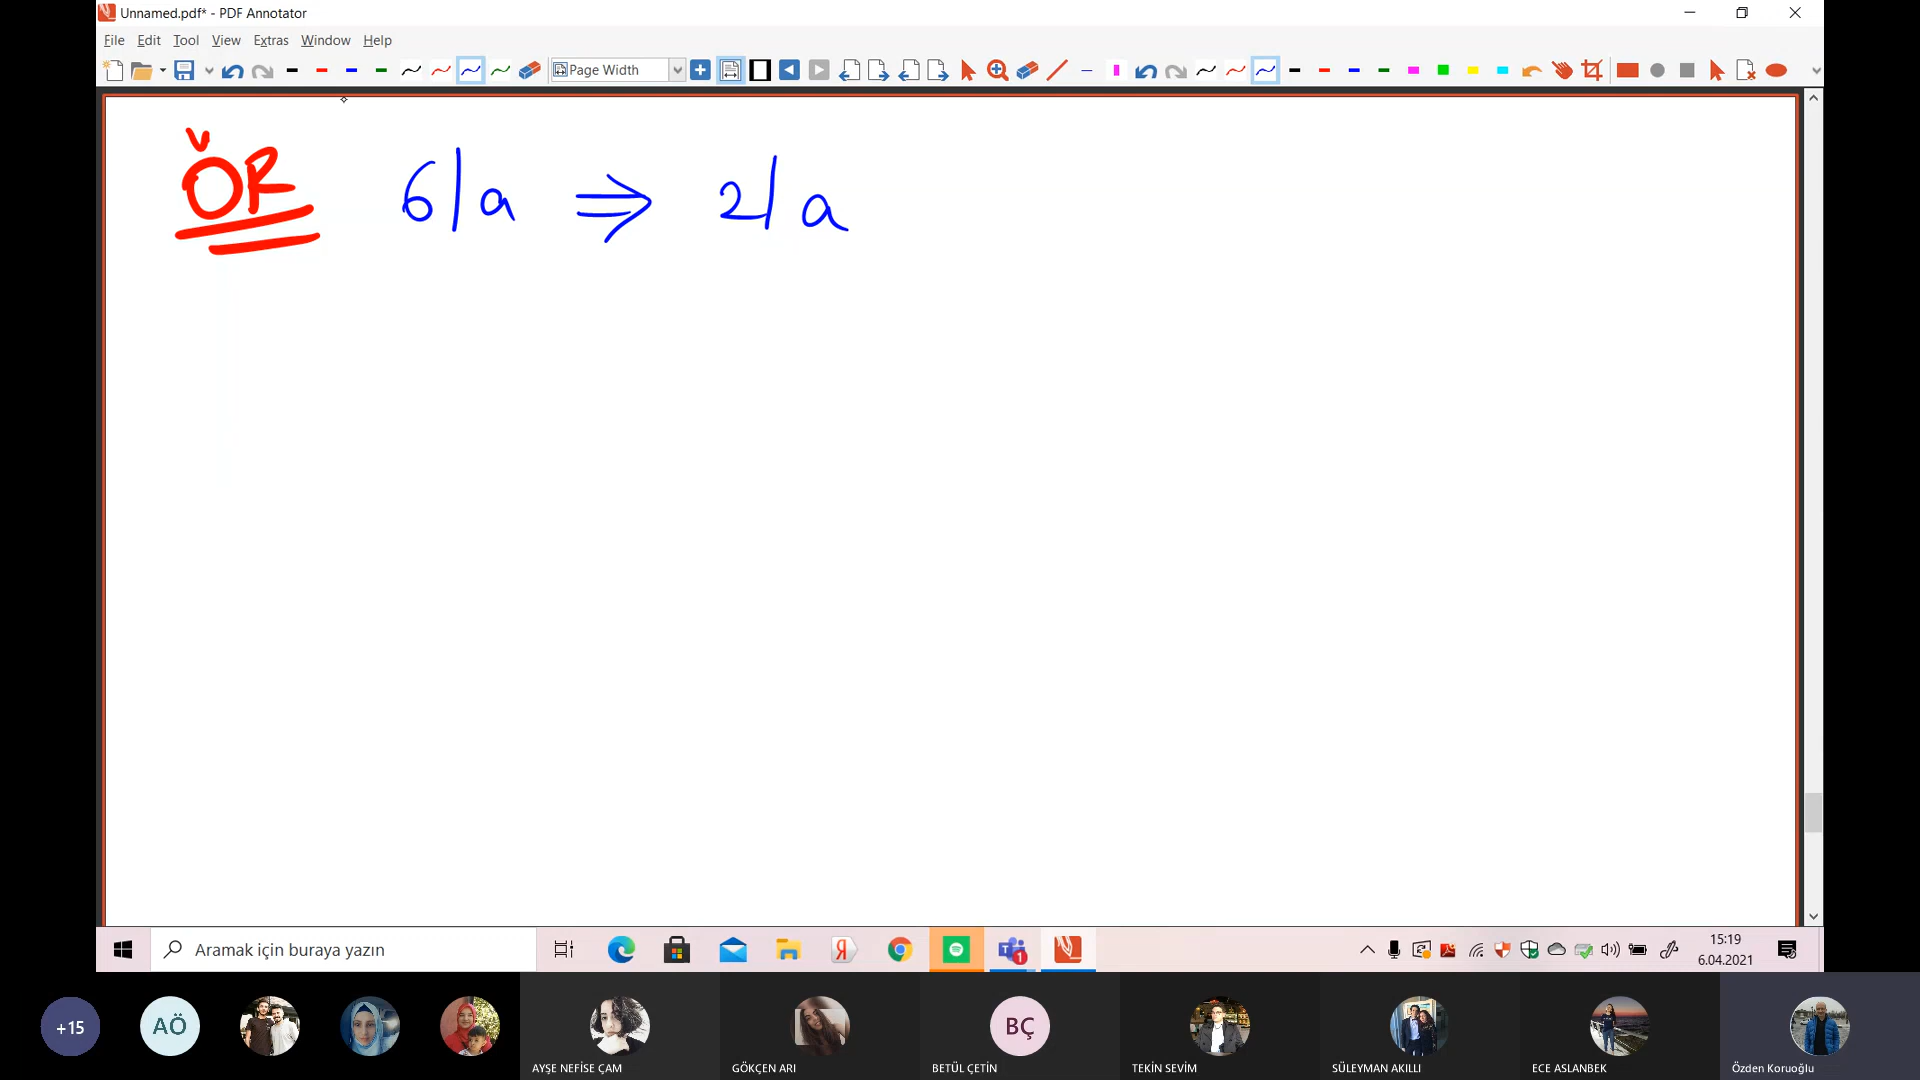 Unnamed.pdf* - PDF Annotator
File Edit Tool View Extras Window Help
Page Width
ÖR 6|a ⇒ 2|a
Aramak için buraya yazın
1
15:19
6.04.2021
+15
AÖ
BÇ
AYŞE NEFİSE ÇAM
GÖKÇEN ARI
BETÜL ÇETİN
TEKİN SEVİM
SÜLEYMAN AKILLI
ECE ASLANBEK
Özden Koruoğlu